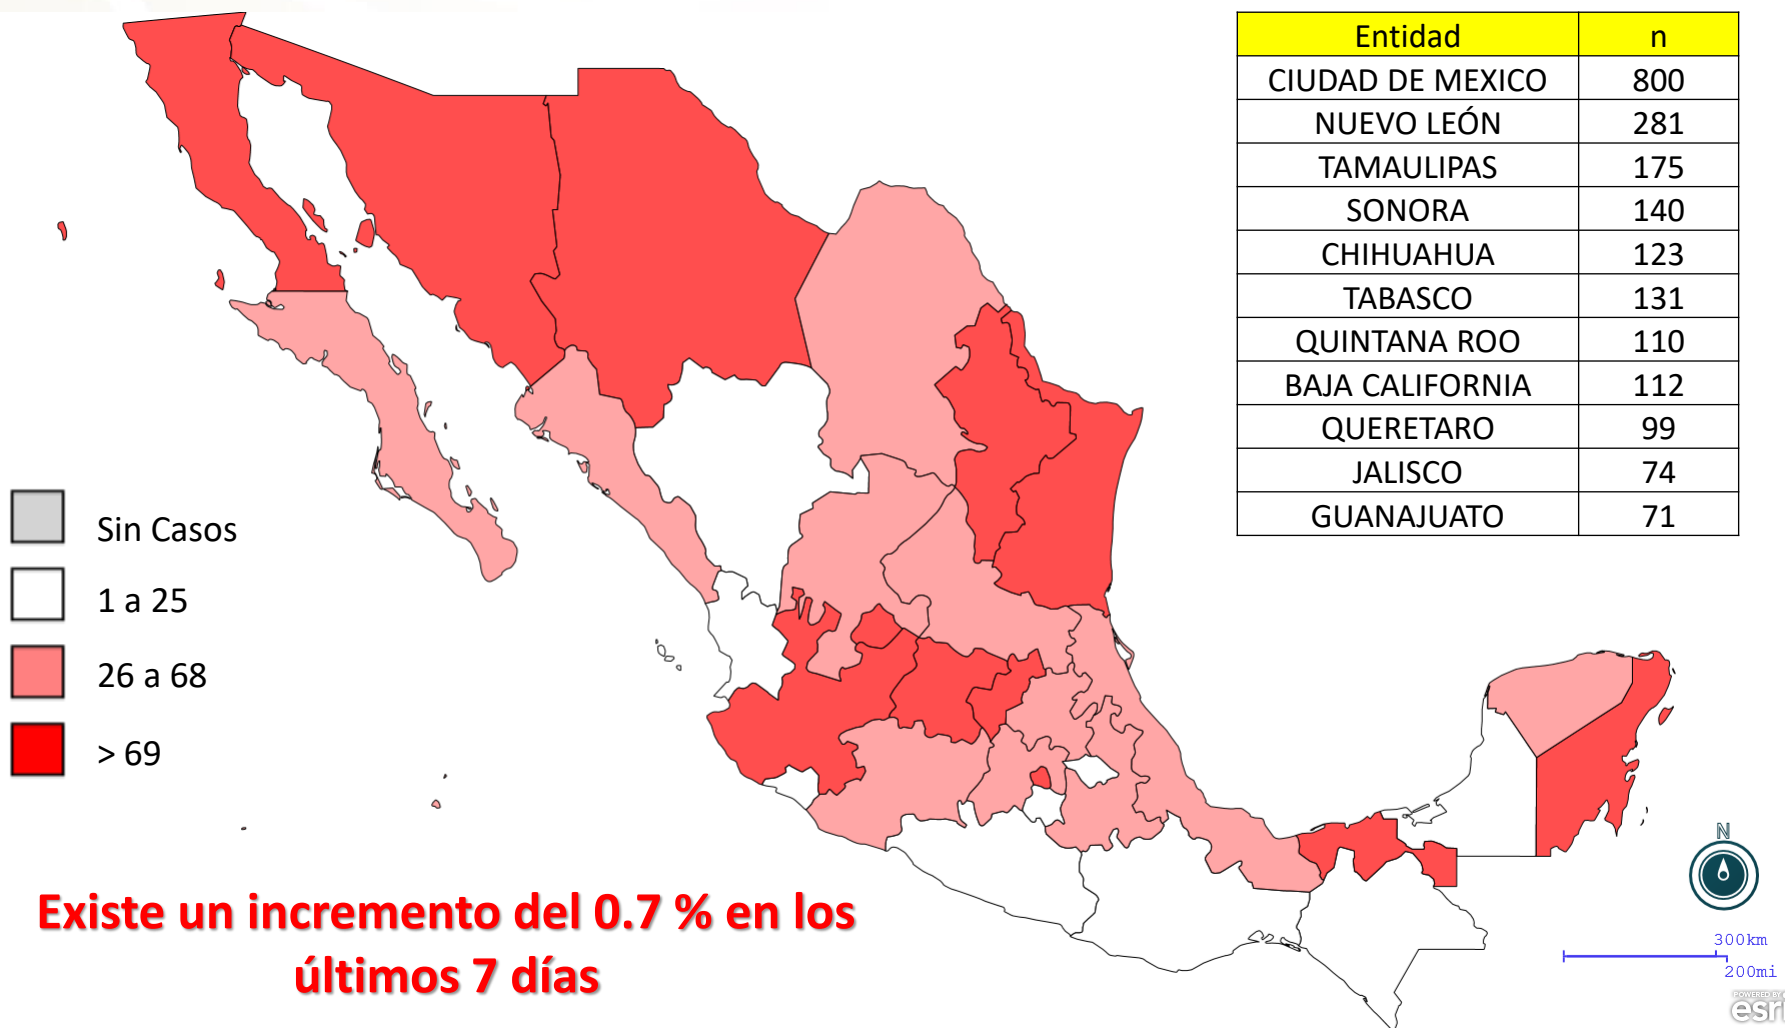 Entidad n
CIUDAD DE MEXICO 800
NUEVO LEÓN 281
TAMAULIPAS 175
SONORA 140
CHIHUAHUA 123
TABASCO 131
QUINTANA ROO 110
BAJA CALIFORNIA 112
QUERETARO 99
JALISCO 74
GUANAJUATO 71
Sin Casos
1 a 25
26 a 68
> 69
Existe un incremento del 0.7 % en los
últimos 7 días
N
300km
200mi
POWERED BY
esri